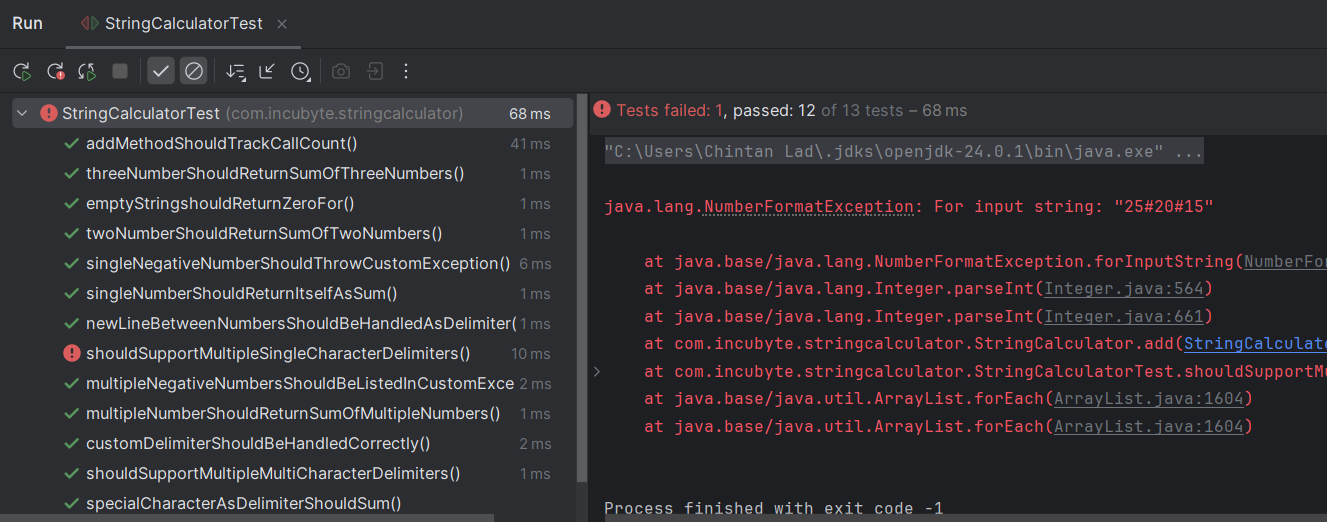 Run StringCalculatorTest
StringCalculatorTest (com.incubyte.stringcalculator) 68 ms
addMethodShouldTrackCallCount() 41 ms
threeNumberShouldReturnSumOfThreeNumbers() 1 ms
emptyStringshouldReturnZeroFor() 1 ms
twoNumberShouldReturnSumOfTwoNumbers() 1 ms
singleNegativeNumberShouldThrowCustomException() 6 ms
singleNumberShouldReturnItselfAsSum() 1 ms
newLineBetweenNumbersShouldBeHandledAsDelimiter( 1 ms
shouldSupportMultipleSingleCharacterDelimiters() 10 ms
multipleNegativeNumbersShouldBeListedInCustomExce 2 ms
multipleNumberShouldReturnSumOfMultipleNumbers() 1 ms
customDelimiterShouldBeHandledCorrectly() 2 ms
shouldSupportMultipleMultiCharacterDelimiters() 1 ms
specialCharacterAsDelimiterShouldSum()
Tests failed: 1, passed: 12 of 13 tests – 68 ms
"C:\Users\Chintan Lad\.jdks\openjdk-24.0.1\bin\java.exe" ...
java.lang.NumberFormatException: For input string: "25#20#15"
at java.base/java.lang.NumberFormatException.forInputString(NumberFor
at java.base/java.lang.Integer.parseInt(Integer.java:564)
at java.base/java.lang.Integer.parseInt(Integer.java:661)
at com.incubyte.stringcalculator.StringCalculator.add(StringCalculato
at com.incubyte.stringcalculator.StringCalculatorTest.shouldSupportMu
at java.base/java.util.ArrayList.forEach(ArrayList.java:1604)
at java.base/java.util.ArrayList.forEach(ArrayList.java:1604)
Process finished with exit code -1